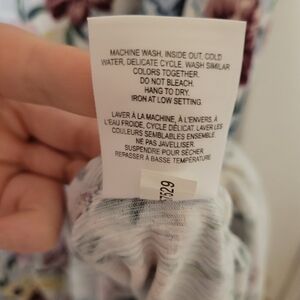 MACHINE WASH, INSIDE OUT, COLD
WATER, DELICATE CYCLE. WASH SIMILAR
COLORS TOGETHER.
DO NOT BLEACH.
HANG TO DRY.
IRON AT LOW SETTING.
LAVER À LA MACHINE, À L'ENVERS, À
L'EAU FROIDE, CYCLE DÉLICAT. LAVER LES
COULEURS SEMBLABLES ENSEMBLE.
NE PAS JAVELLISER.
SUSPENDRE POUR SÉCHER.
REPASSER À BASSE TEMPÉRATURE.